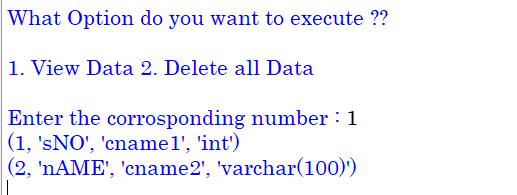 What Option do you want to execute ??
1. View Data 2. Delete all Data
Enter the corrosponding number : 1
(1, 'sNO', 'cname1', 'int')
(2, 'nAME', 'cname2', 'varchar(100)')